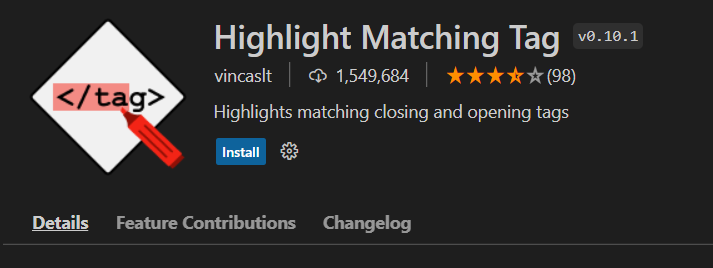 Highlight Matching Tag v0.10.1
</tag>
vincaslt 1,549,684 (98)
Highlights matching closing and opening tags
Install
Details Feature Contributions Changelog